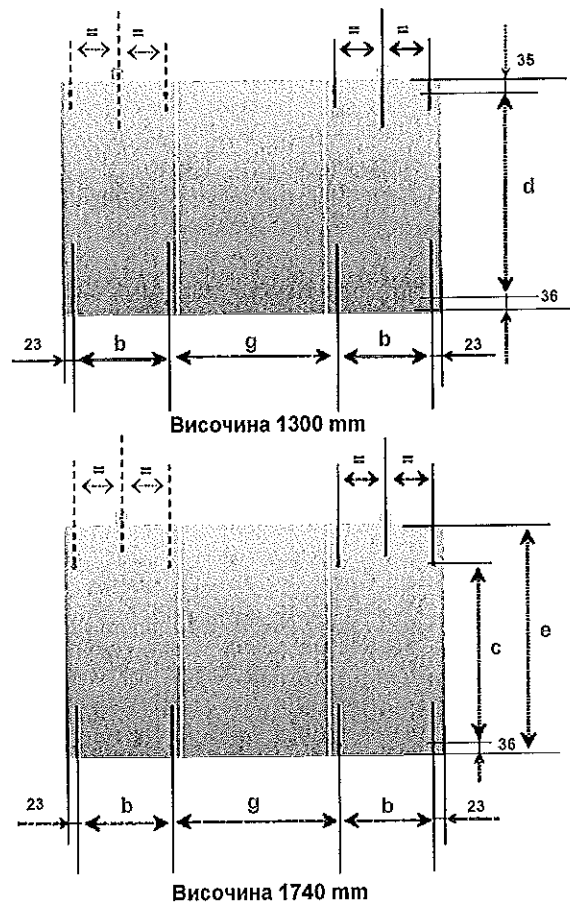 = = = =
35
d
36
23 b g b 23
Височина 1300 mm
= = = =
c e
36
23 b g b 23
Височина 1740 mm